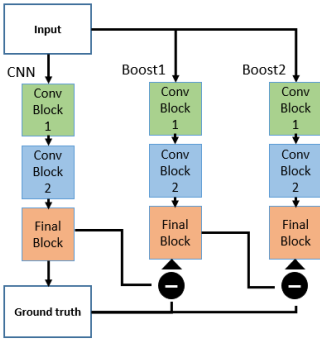 Input
CNN
Boost1
Boost2
Conv
Block
1
Conv
Block
1
Conv
Block
1
Conv
Block
2
Conv
Block
2
Conv
Block
2
Final
Block
Final
Block
Final
Block
Ground truth